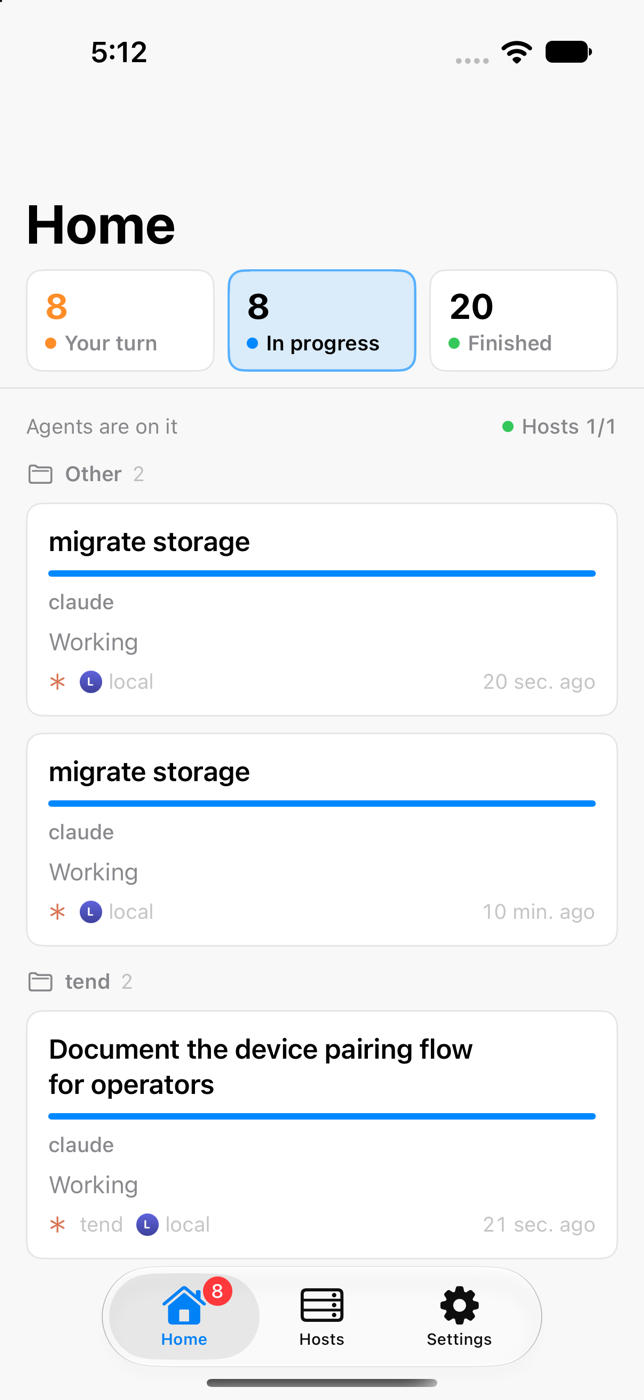 5:12
Home
8
Your turn
8
In progress
20
Finished
Agents are on it
Hosts 1/1
Other 2
migrate storage
claude
Working
L local
20 sec. ago
migrate storage
claude
Working
L local
10 min. ago
tend 2
Document the device pairing flow
for operators
claude
Working
tend L local
21 sec. ago
8
Home
Hosts
Settings